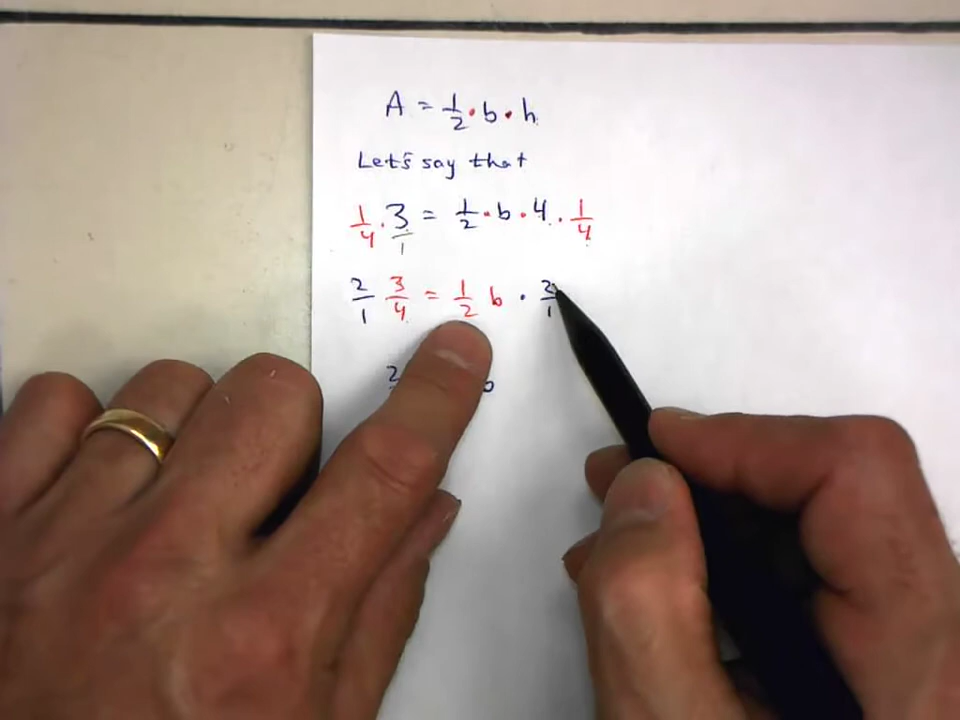 A = 1/2 · b · h
Let's say that
1/4 · 3/1 = 1/2 · b · 4 · 1/4
2/1 3/4 = 1/2 b · 2/1
b